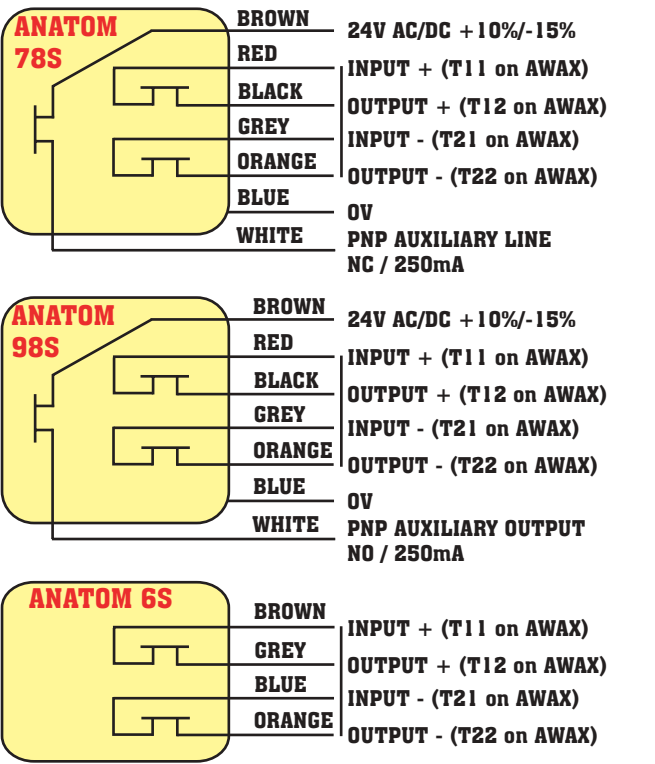 ANATOM
78S
BROWN
24V AC/DC +10%/-15%
RED
INPUT + (T11 on AWAX)
BLACK
OUTPUT + (T12 on AWAX)
GREY
INPUT - (T21 on AWAX)
ORANGE
OUTPUT - (T22 on AWAX)
BLUE
0V
WHITE
PNP AUXILIARY LINE
NC / 250mA
ANATOM
98S
BROWN
24V AC/DC +10%/-15%
RED
INPUT + (T11 on AWAX)
BLACK
OUTPUT + (T12 on AWAX)
GREY
INPUT - (T21 on AWAX)
ORANGE
OUTPUT - (T22 on AWAX)
BLUE
0V
WHITE
PNP AUXILIARY OUTPUT
NO / 250mA
ANATOM 6S
BROWN
INPUT + (T11 on AWAX)
GREY
OUTPUT + (T12 on AWAX)
BLUE
INPUT - (T21 on AWAX)
ORANGE
OUTPUT - (T22 on AWAX)